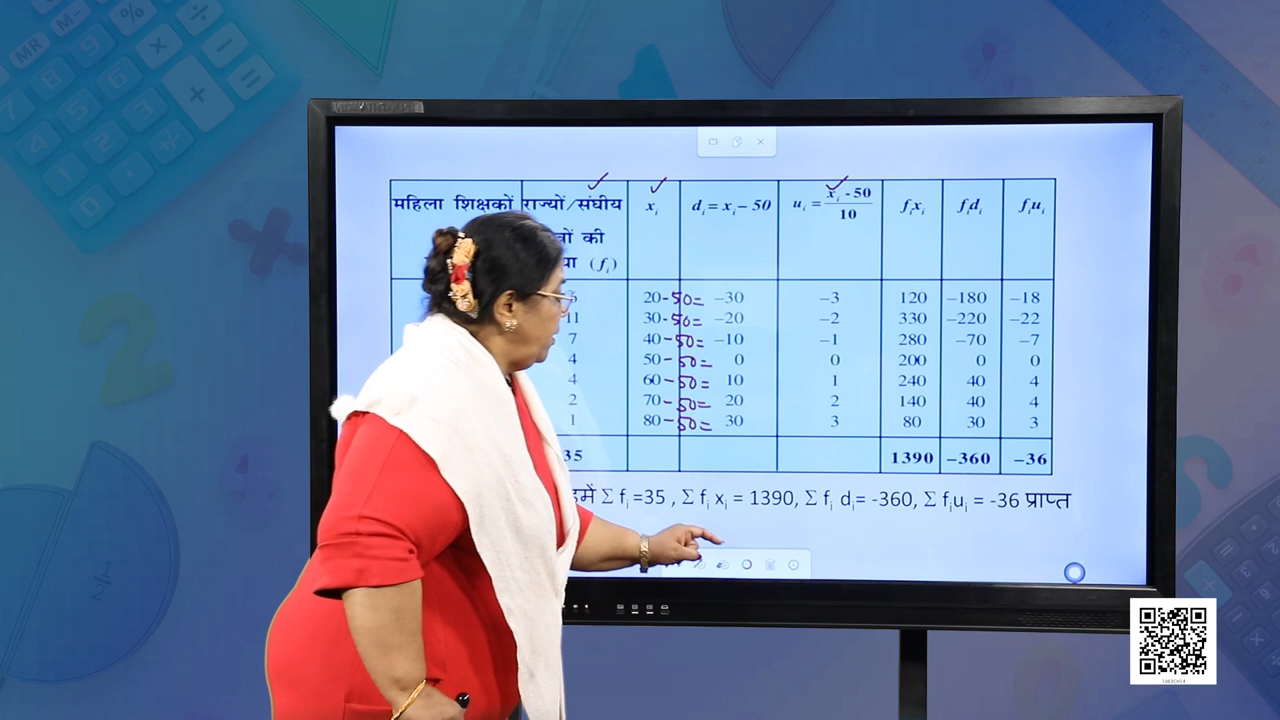 महिला शिक्षकों राज्यों/संघीय xᵢ dᵢ = xᵢ – 50 uᵢ = (xᵢ - 50)/10 fᵢxᵢ fᵢdᵢ fᵢuᵢ
की
(fᵢ)
20-50= –30 –3 120 –180 –18
11 30-50= –20 –2 330 –220 –22
7 40-50= –10 –1 280 –70 –7
4 50-50= 0 0 200 0 0
4 60-50= 10 1 240 40 4
2 70-50= 20 2 140 40 4
1 80-50= 30 3 80 30 3
35 1390 –360 –36
Σ fᵢ =35 , Σ fᵢ xᵢ = 1390, Σ fᵢ dᵢ= -360, Σ fᵢuᵢ = -36 प्राप्त